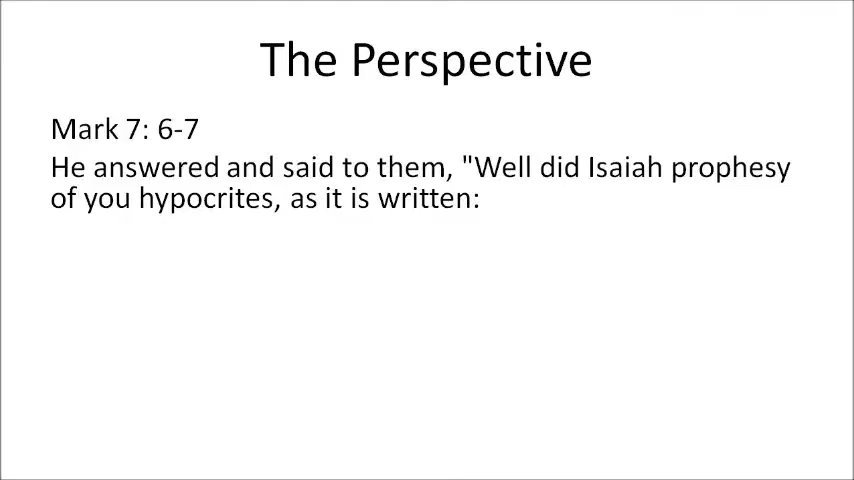 The Perspective
Mark 7: 6-7
He answered and said to them, "Well did Isaiah prophesy
of you hypocrites, as it is written: